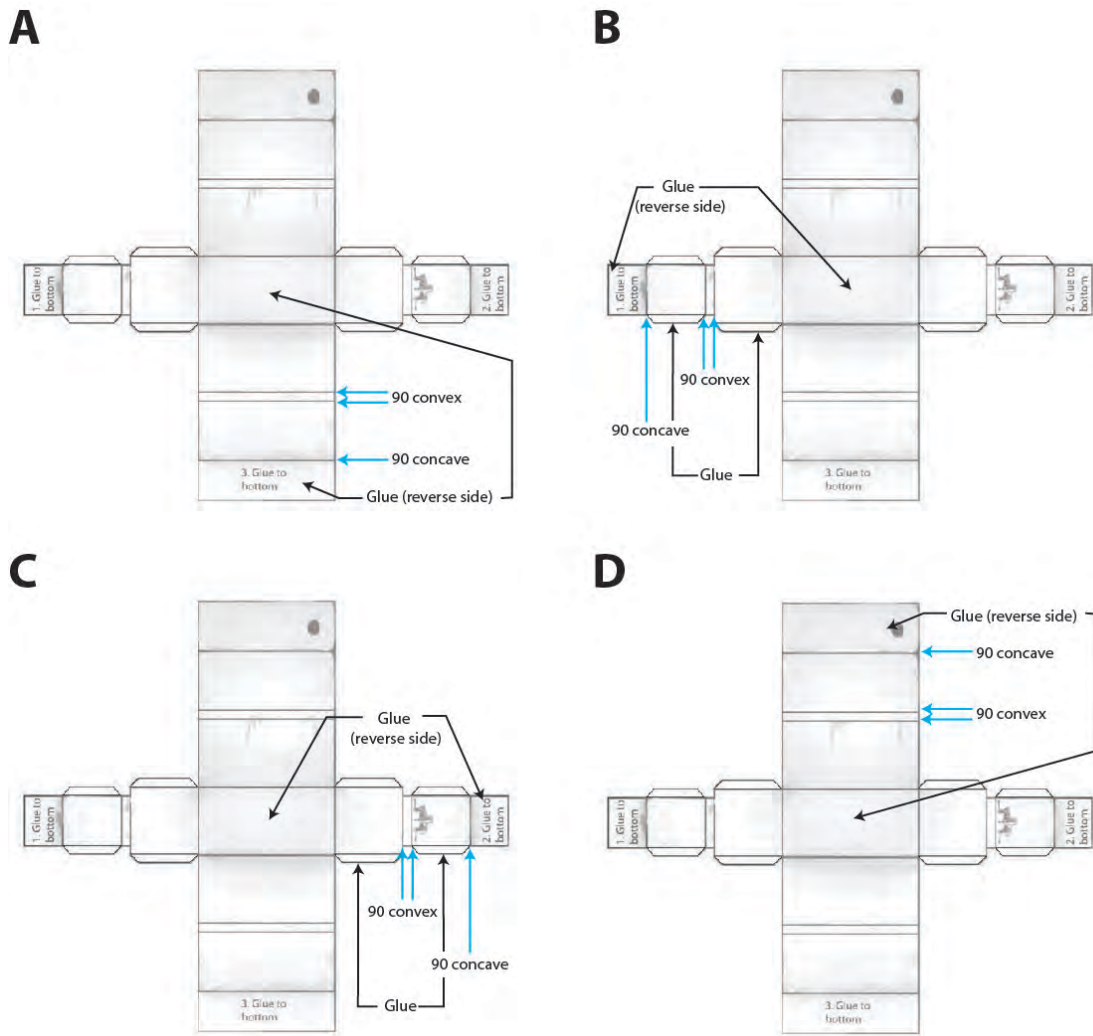 A
B
Glue
(reverse side)
1. Glue to
bottom
2. Glue to
bottom
1. Glue to
bottom
2. Glue to
bottom
90 convex
90 convex
90 concave
90 concave
3. Glue to
bottom
Glue (reverse side)
Glue
3. Glue to
bottom
C
D
Glue (reverse side)
90 concave
Glue
(reverse side)
90 convex
1. Glue to
bottom
2. Glue to
bottom
1. Glue to
bottom
2. Glue to
bottom
90 convex
90 concave
Glue
3. Glue to
bottom
3. Glue to
bottom